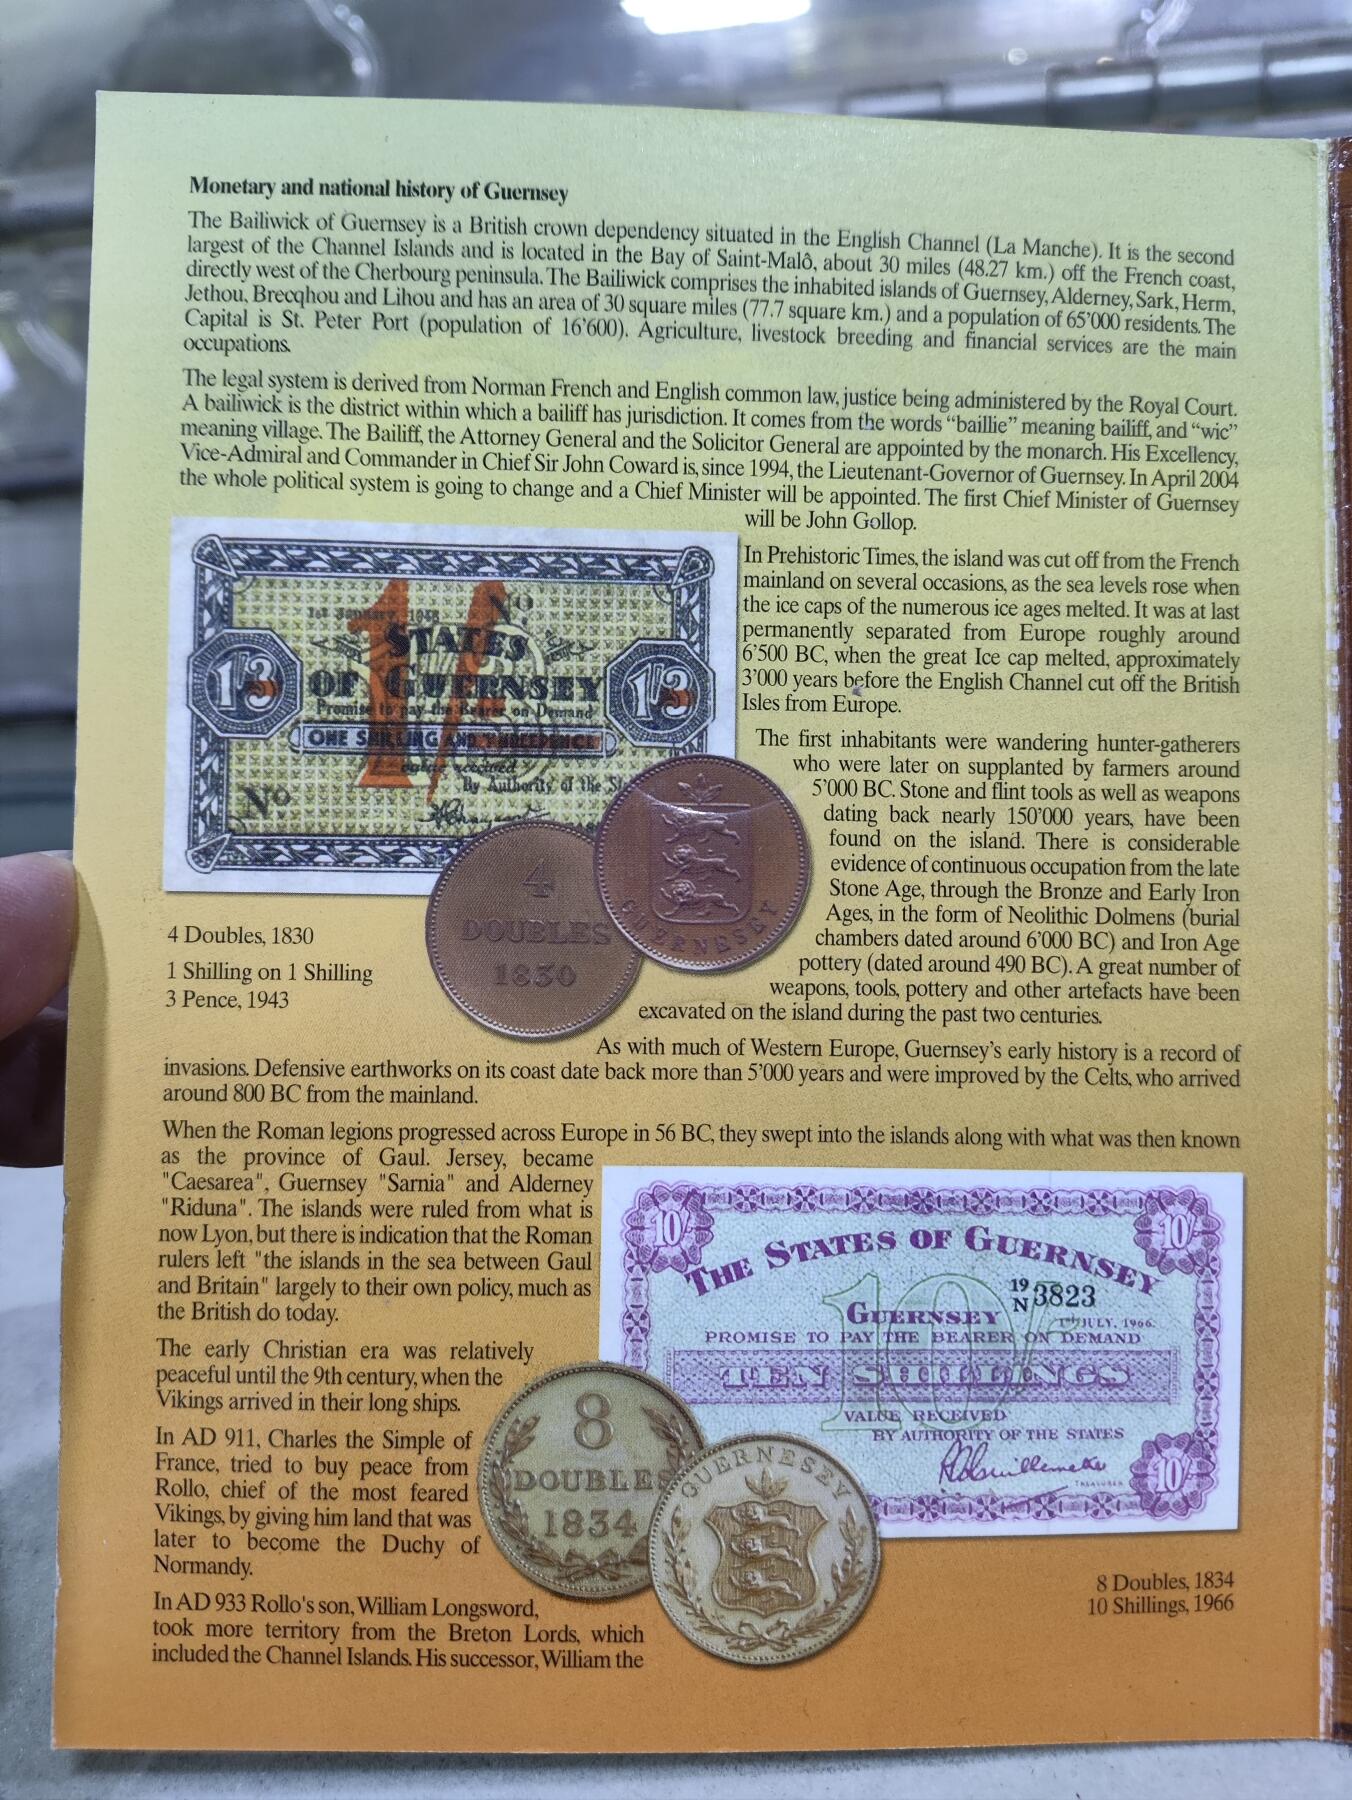 Monetary and national history of Guernsey
The Bailiwick of Guernsey is a British crown dependency situated in the English Channel (La Manche). It is the second
largest of the Channel Islands and is located in the Bay of Saint-Malô, about 30 miles (48.27 km.) off the French coast,
directly west of the Cherbourg peninsula. The Bailiwick comprises the inhabited islands of Guernsey, Alderney, Sark, Herm,
Jethou, Brecqhou and Lihou and has an area of 30 square miles (77.7 square km.) and a population of 65'000 residents. The
Capital is St. Peter Port (population of 16'600). Agriculture, livestock breeding and financial services are the main
occupations.
The legal system is derived from Norman French and English common law, justice being administered by the Royal Court.
A bailiwick is the district within which a bailiff has jurisdiction. It comes from the words "baillie" meaning bailiff, and "wic"
meaning village. The Bailiff, the Attorney General and the Solicitor General are appointed by the monarch. His Excellency,
Vice-Admiral and Commander in Chief Sir John Coward is, since 1994, the Lieutenant-Governor of Guernsey. In April 2004
the whole political system is going to change and a Chief Minister will be appointed. The first Chief Minister of Guernsey
will be John Gollop.
In Prehistoric Times, the island was cut off from the French
mainland on several occasions, as the sea levels rose when
the ice caps of the numerous ice ages melted. It was at last
permanently separated from Europe roughly around
6'500 BC, when the great Ice cap melted, approximately
3'000 years before the English Channel cut off the British
Isles from Europe.
The first inhabitants were wandering hunter-gatherers
who were later on supplanted by farmers around
5'000 BC. Stone and flint tools as well as weapons
dating back nearly 150'000 years, have been
found on the island. There is considerable
evidence of continuous occupation from the late
Stone Age, through the Bronze and Early Iron
Ages, in the form of Neolithic Dolmens (burial
chambers dated around 6'000 BC) and Iron Age
pottery (dated around 490 BC). A great number of
weapons, tools, pottery and other artefacts have been
excavated on the island during the past two centuries.
1/
No
STATES
OF GUERNSEY
1/3
1/3
Promise to pay the Bearer on Demand
ONE SHILLING AND THREEPENCE
value received
By Authority of the
No
4
DOUBLES
1830
GUERNESEY
4 Doubles, 1830
1 Shilling on 1 Shilling
3 Pence, 1943
As with much of Western Europe, Guernsey's early history is a record of
invasions. Defensive earthworks on its coast date back more than 5'000 years and were improved by the Celts, who arrived
around 800 BC from the mainland.
When the Roman legions progressed across Europe in 56 BC, they swept into the islands along with what was then known
as the province of Gaul. Jersey, became
"Caesarea", Guernsey "Sarnia" and Alderney
"Riduna". The islands were ruled from what is
now Lyon, but there is indication that the Roman
rulers left "the islands in the sea between Gaul
and Britain" largely to their own policy, much as
the British do today.
The early Christian era was relatively
peaceful until the 9th century, when the
Vikings arrived in their long ships.
In AD 911, Charles the Simple of
France, tried to buy peace from
Rollo, chief of the most feared
Vikings, by giving him land that was
later to become the Duchy of
Normandy.
In AD 933 Rollo's son, William Longsword,
took more territory from the Breton Lords, which
included the Channel Islands. His successor, William the
10/
10/
THE STATES OF GUERNSEY
19
N 3823
GUERNSEY
1ST JULY, 1966.
PROMISE TO PAY THE BEARER ON DEMAND
TEN SHILLINGS
10/
VALUE RECEIVED
BY AUTHORITY OF THE STATES
TREASURER
10/
8
DOUBLES
1834
GUERNESEY
8 Doubles, 1834
10 Shillings, 1966